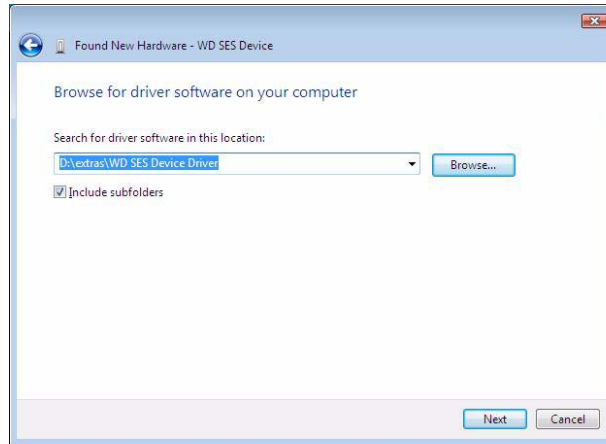 Found New Hardware - WD SES Device
Browse for driver software on your computer
Search for driver software in this location:
D:\extras\WD SES Device Driver
Browse...
Include subfolders
Next
Cancel